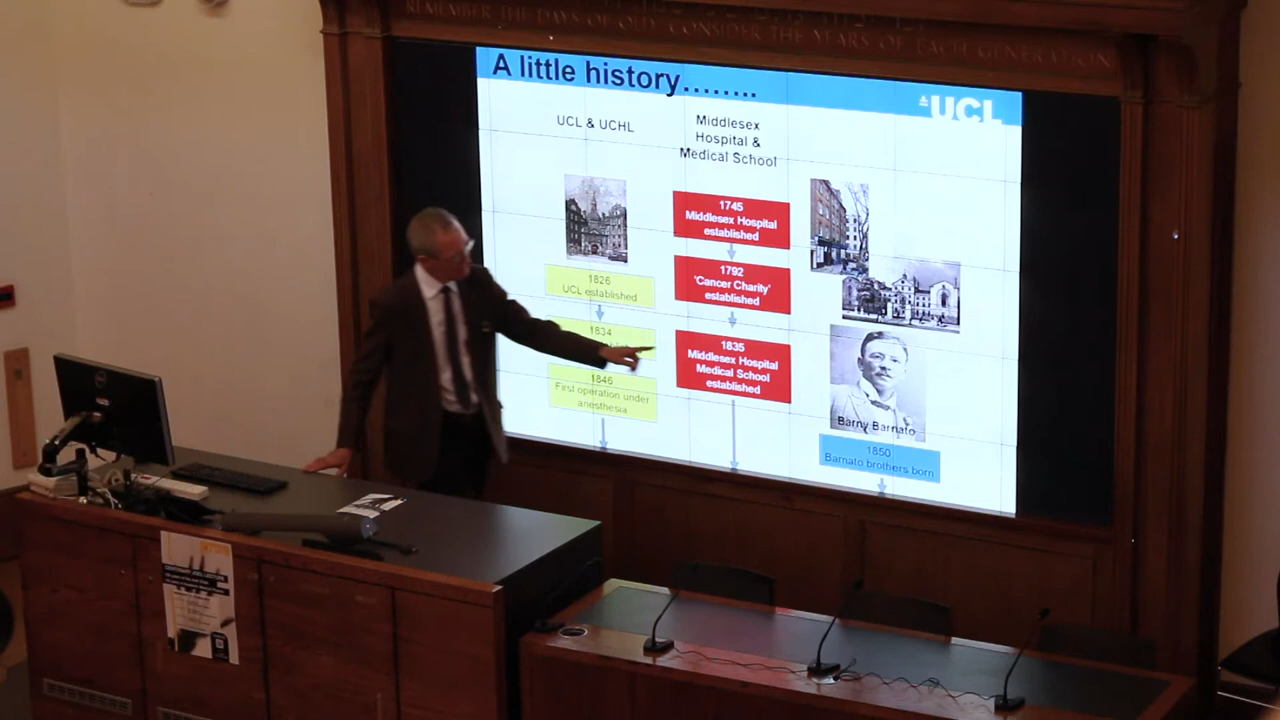 REMEMBER THE DAYS OF OLD CONSIDER THE YEARS OF EACH GENERATION
A little history……..
UCL
UCL & UCHL
Middlesex
Hospital &
Medical School
1745
Middlesex Hospital
established
1792
'Cancer Charity'
established
1826
UCL established
1834
1835
Middlesex Hospital
Medical School
established
1846
First operation under
anesthesia
Barny Barnato
1850
Barnato brothers born
DELL